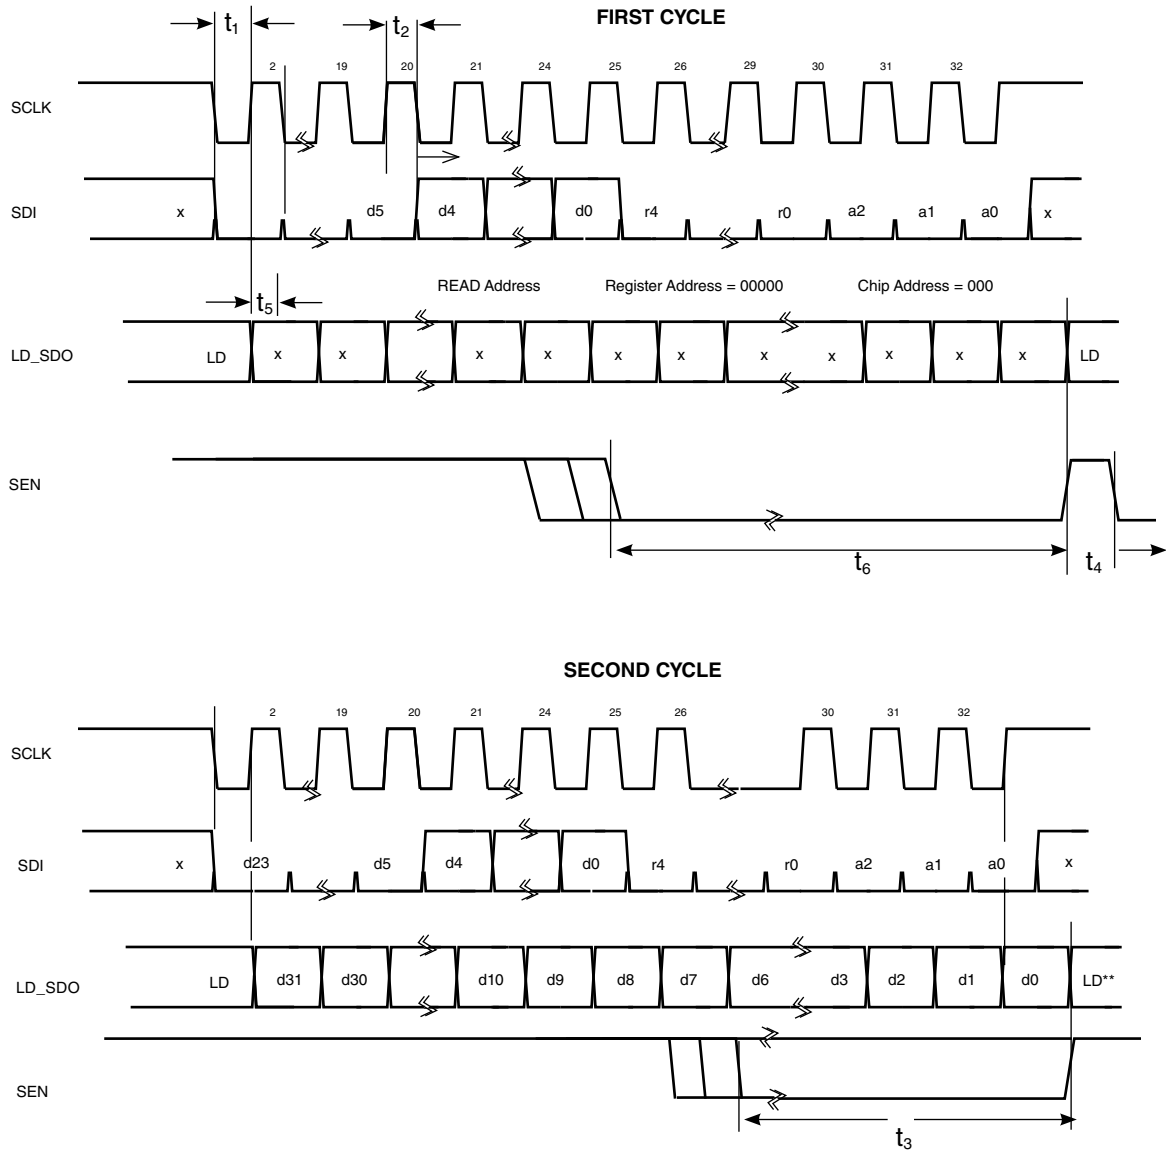 FIRST CYCLE
t1 t2
2 19 20 21 24 25 26 29 30 31 32
SCLK
SDI
x d5 d4 d0 r4 r0 a2 a1 a0 x
t5
READ Address Register Address = 00000 Chip Address = 000
LD_SDO
LD x x x x x x x x x x x LD
SEN
t6 t4
SECOND CYCLE
2 19 20 21 24 25 26 30 31 32
SCLK
SDI
x d23 d5 d4 d0 r4 r0 a2 a1 a0 x
LD_SDO
LD d31 d30 d10 d9 d8 d7 d6 d3 d2 d1 d0 LD**
SEN
t3